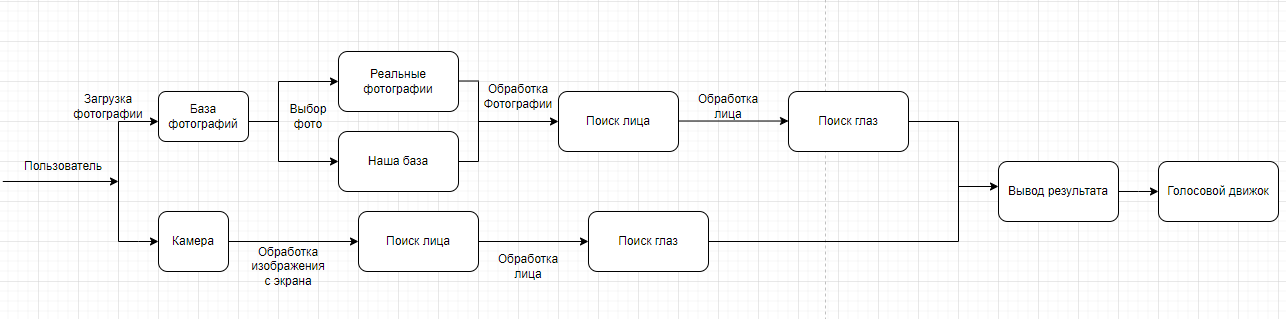 Пользователь
Загрузка
фотографии
База
фотографий
Выбор
фото
Реальные
фотографии
Наша база
Обработка
Фотографии
Поиск лица
Обработка
лица
Поиск глаз
Камера
Обработка
изображения
с экрана
Поиск лица
Обработка
лица
Поиск глаз
Вывод результата
Голосовой движок